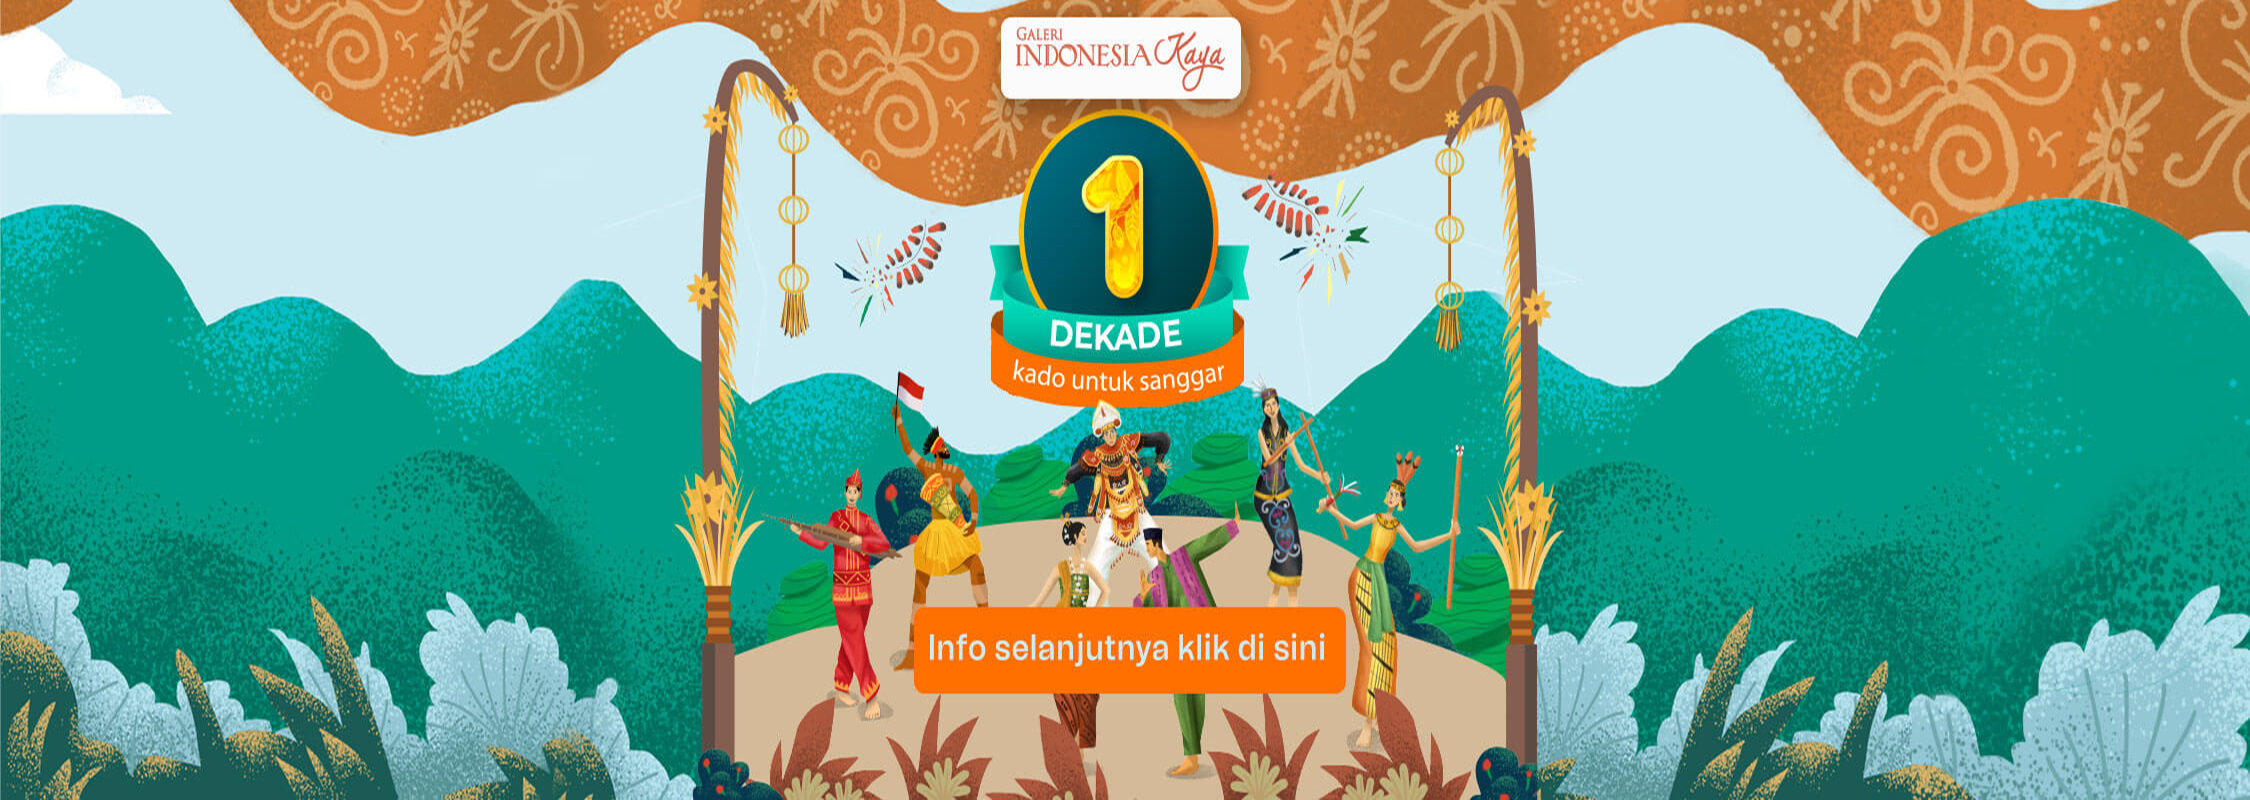 GALERI
INDONESIA Kaya
1
DEKADE
kado untuk sanggar
Info selanjutnya klik di sini